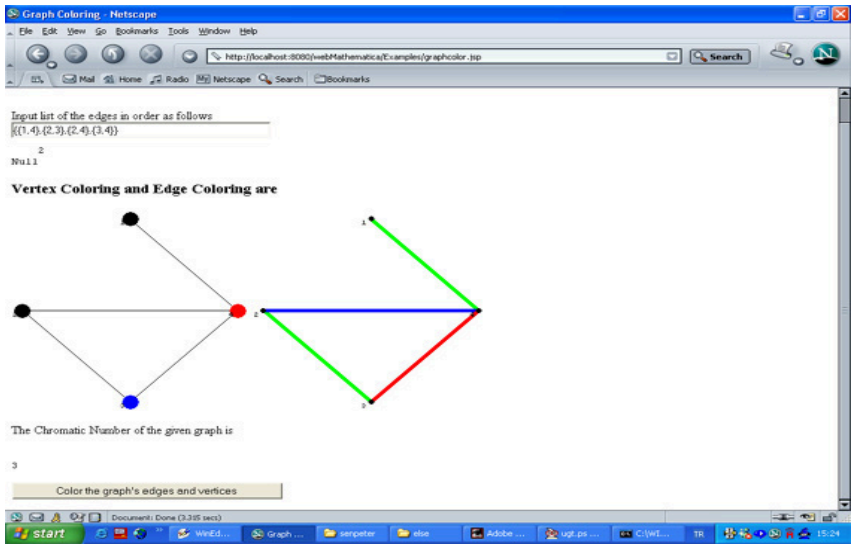 Graph Coloring - Netscape
File Edit View Go Bookmarks Tools Window Help
http://localhost:8080/webMathematica/Examples/graphcolor.jsp Search N
Mail Home Radio My Netscape Search Bookmarks
Input list of the edges in order as follows
{{1,4},{2,3},{2,4},{3,4}}
2
Null
Vertex Coloring and Edge Coloring are
1
2
3
The Chromatic Number of the given graph is
3
Color the graph's edges and vertices
Document: Done (3.315 secs)
start WinEd... Graph ... senpeter else Adobe ... ugt.ps ... C:\WI... TR 15:24